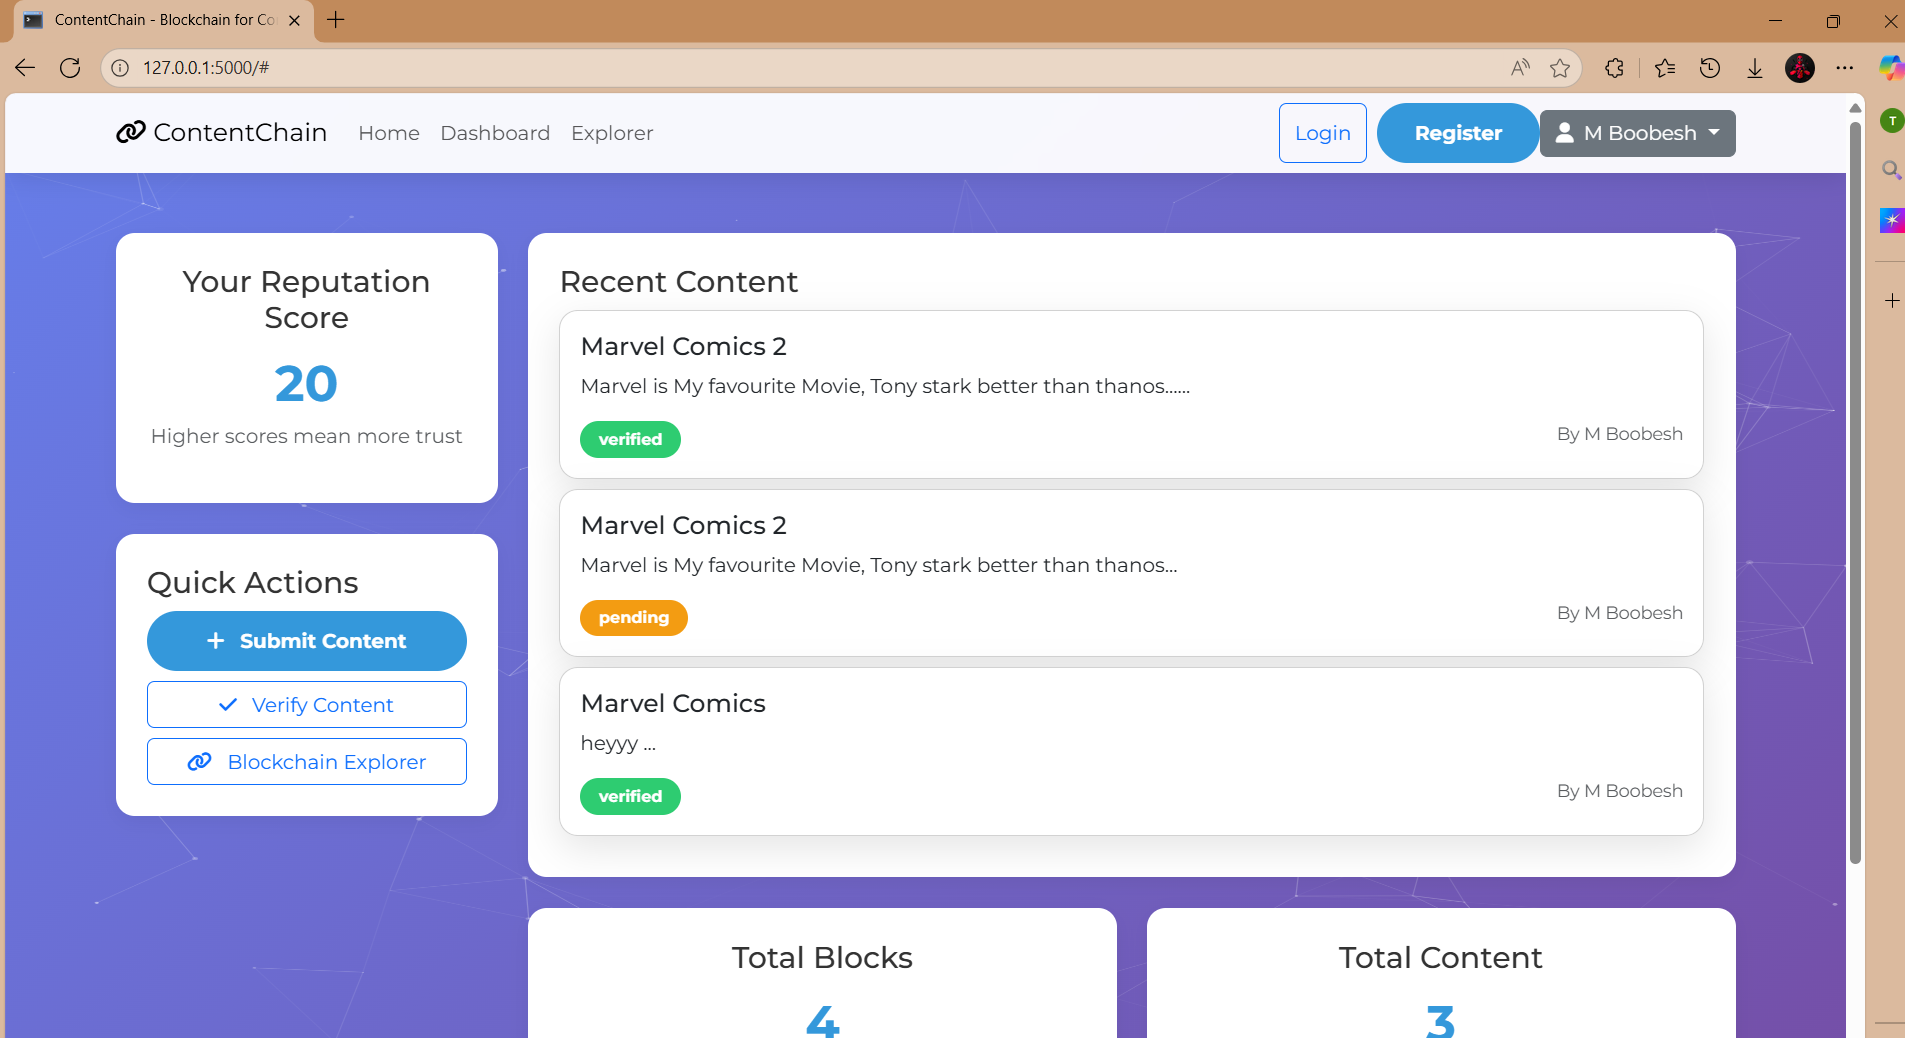 ContentChain - Blockchain for Co
127.0.0.1:5000/#
ContentChain Home Dashboard Explorer Login Register M Boobesh
T
Your Reputation
Score
20
Higher scores mean more trust
Quick Actions
Submit Content
Verify Content
Blockchain Explorer
Recent Content
Marvel Comics 2
Marvel is My favourite Movie, Tony stark better than thanos......
verified
By M Boobesh
Marvel Comics 2
Marvel is My favourite Movie, Tony stark better than thanos...
pending
By M Boobesh
Marvel Comics
heyyy ...
verified
By M Boobesh
Total Blocks
4
Total Content
3